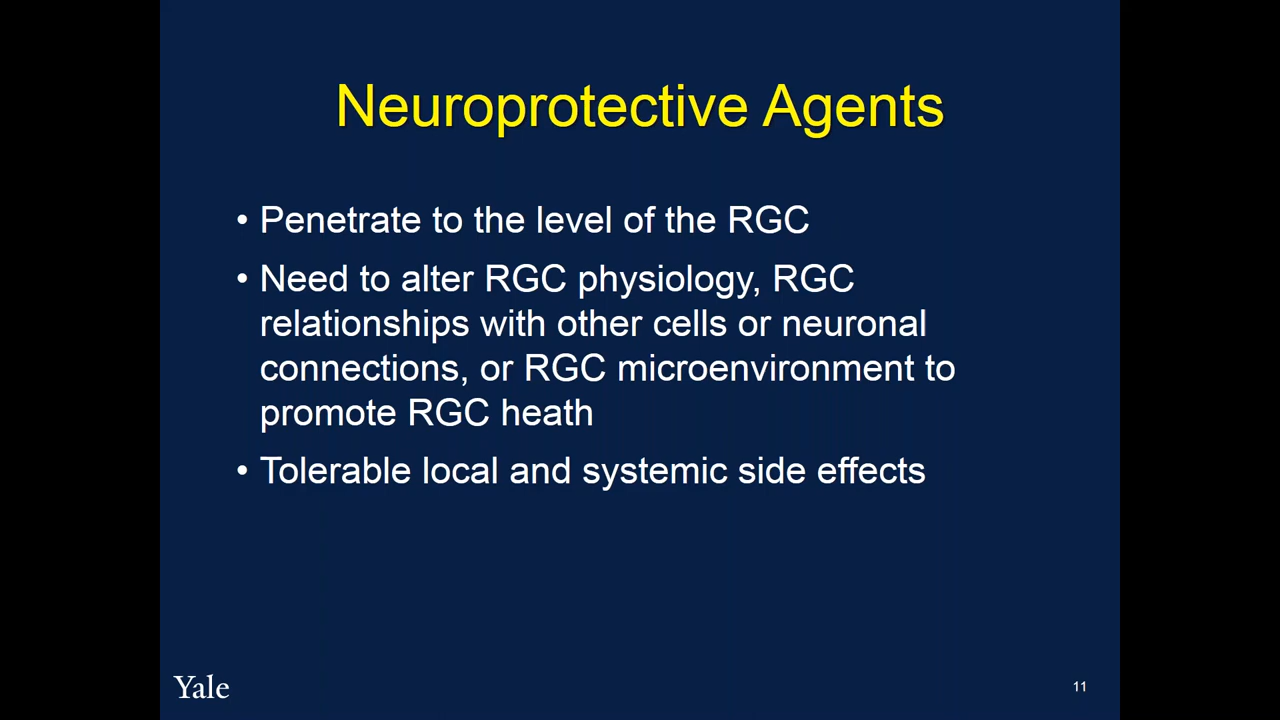 Neuroprotective Agents
• Penetrate to the level of the RGC
• Need to alter RGC physiology, RGC
relationships with other cells or neuronal
connections, or RGC microenvironment to
promote RGC heath
• Tolerable local and systemic side effects
Yale
11